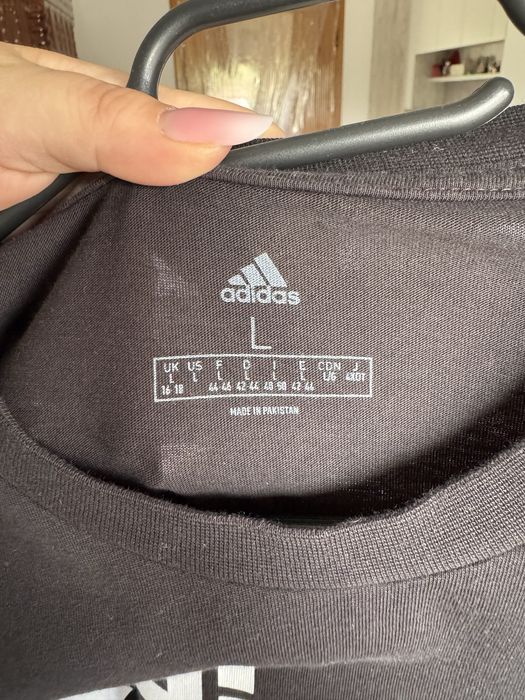 adidas
L
UK US F D I E CDN J
L L L L L L L/G 4XOT
16-18 44-46 42-44 48-50 42-44
MADE IN PAKISTAN